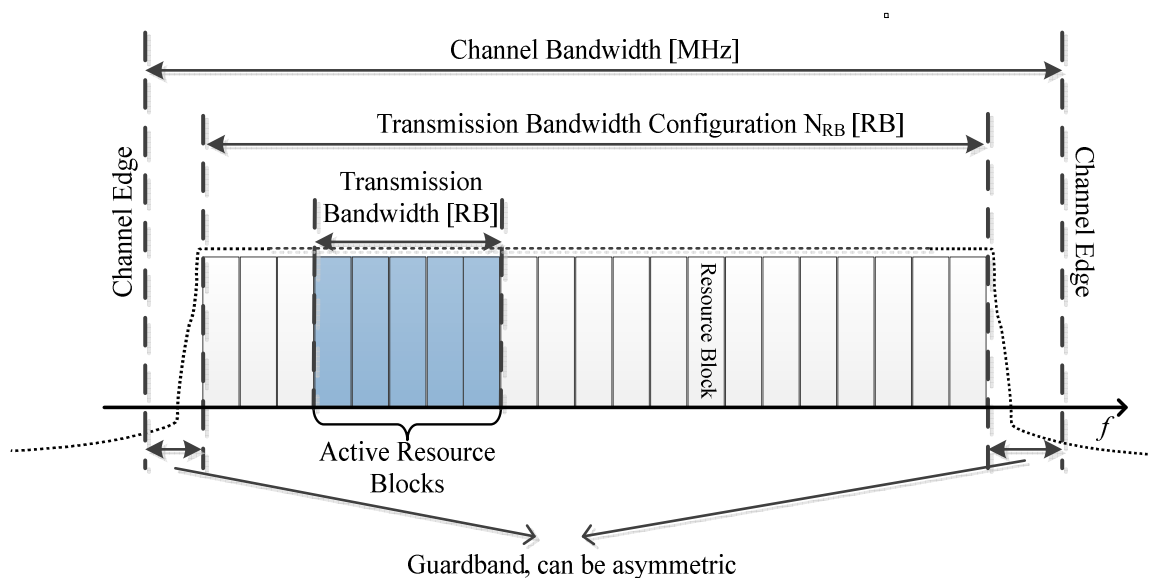 Channel Bandwidth [MHz]
Transmission Bandwidth Configuration NRB [RB]
Channel Edge
Transmission
Bandwidth [RB]
Channel Edge
Resource Block
f
Active Resource
Blocks
Guardband, can be asymmetric